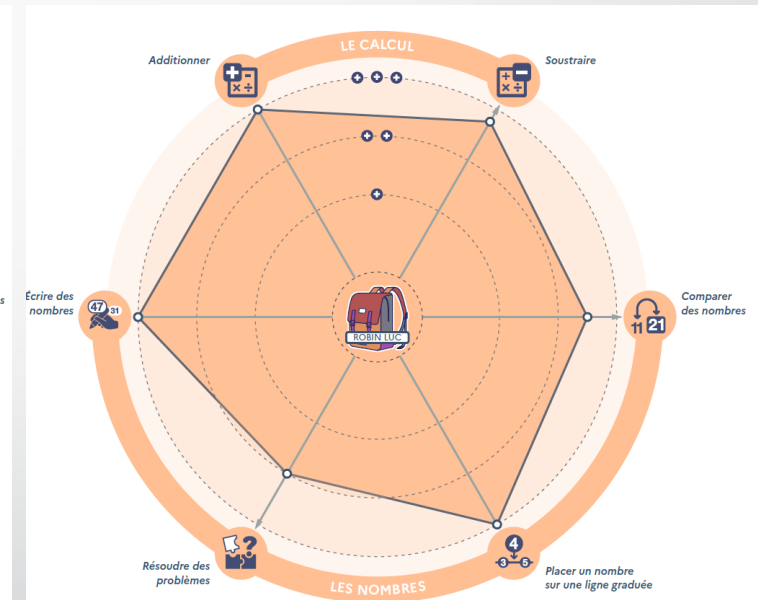 LE CALCUL
Additionner
Soustraire
Écrire des
nombres
47
31
ROBIN LUC
Comparer
des nombres
11 21
Résoudre des
problèmes
4
3 5
Placer un nombre
sur une ligne graduée
LES NOMBRES